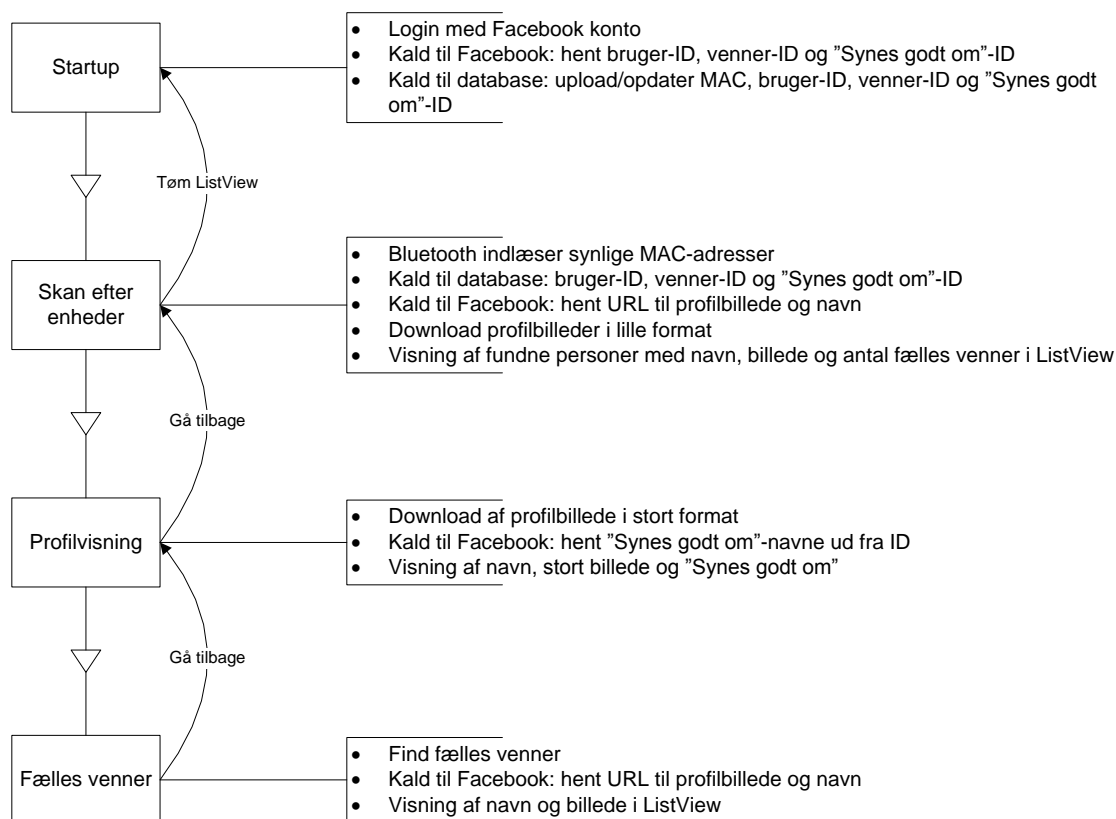 Startup
• Login med Facebook konto
• Kald til Facebook: hent bruger-ID, venner-ID og ”Synes godt om”-ID
• Kald til database: upload/opdater MAC, bruger-ID, venner-ID og ”Synes godt
om”-ID
Tøm ListView
Skan efter
enheder
• Bluetooth indlæser synlige MAC-adresser
• Kald til database: bruger-ID, venner-ID og ”Synes godt om”-ID
• Kald til Facebook: hent URL til profilbillede og navn
• Download profilbilleder i lille format
• Visning af fundne personer med navn, billede og antal fælles venner i ListView
Gå tilbage
Profilvisning
• Download af profilbillede i stort format
• Kald til Facebook: hent ”Synes godt om”-navne ud fra ID
• Visning af navn, stort billede og ”Synes godt om”
Gå tilbage
Fælles venner
• Find fælles venner
• Kald til Facebook: hent URL til profilbillede og navn
• Visning af navn og billede i ListView